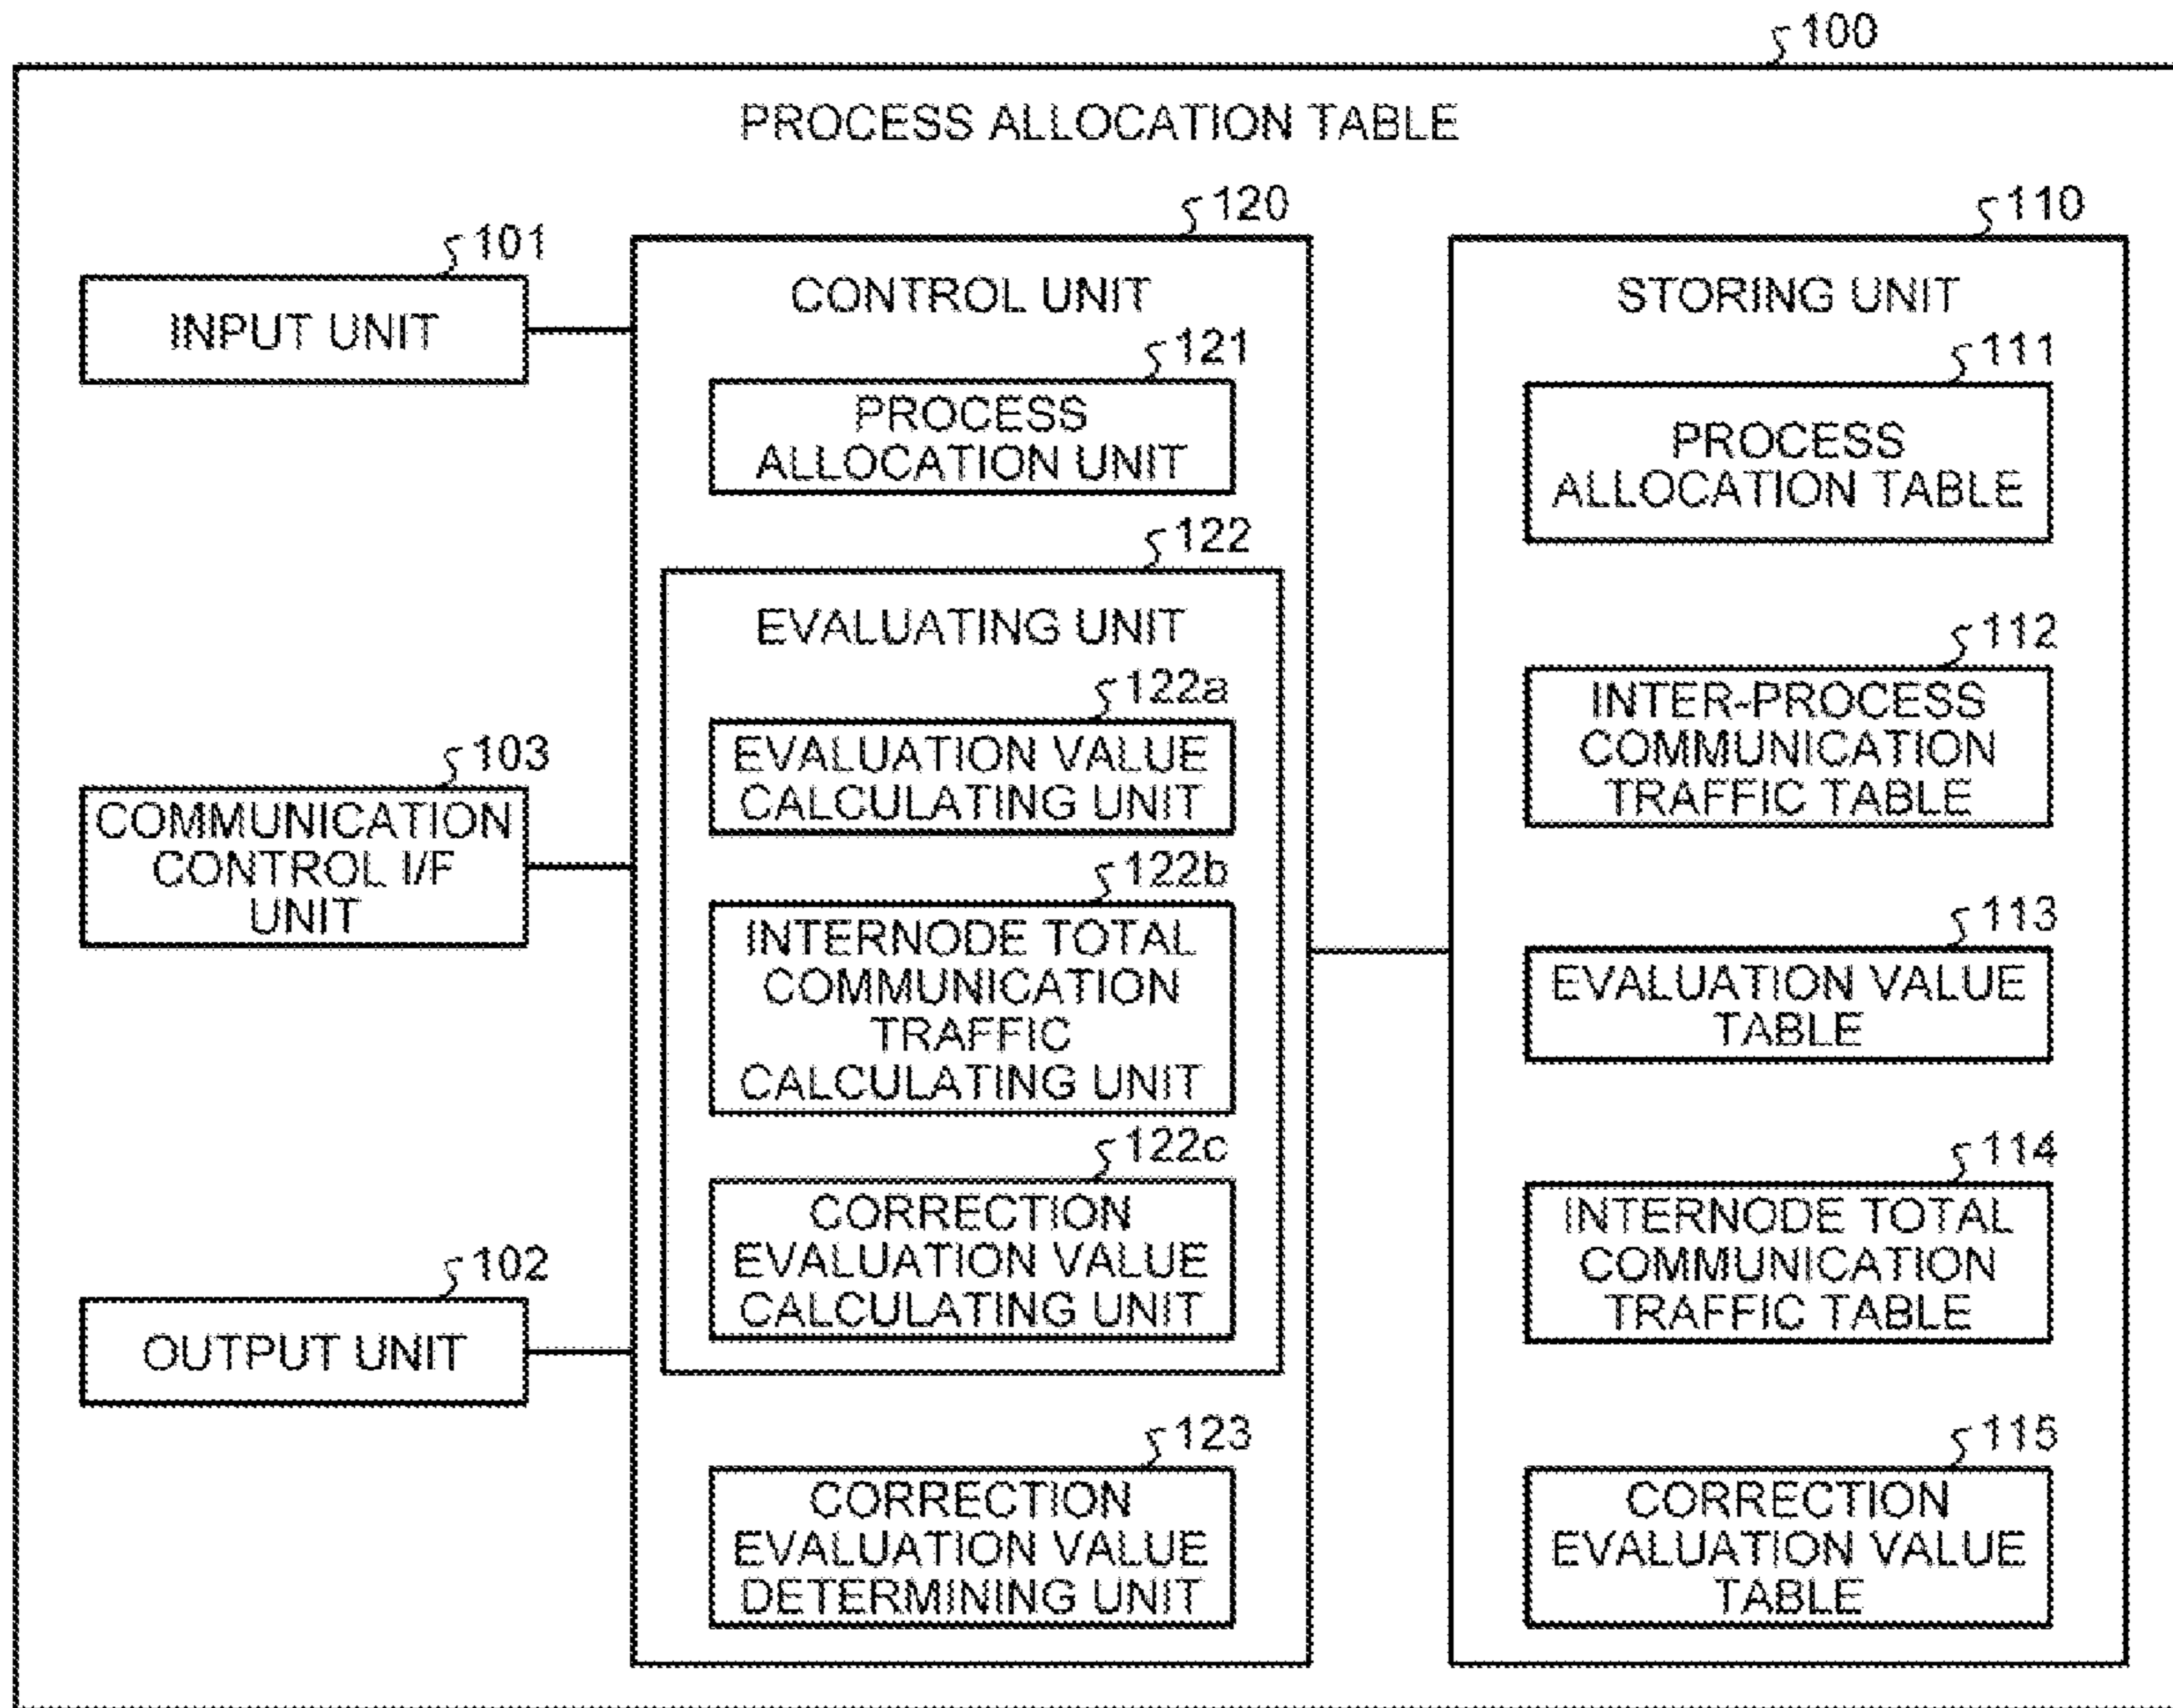 100
PROCESS ALLOCATION TABLE
101
INPUT UNIT
103
COMMUNICATION
CONTROL I/F
UNIT
102
OUTPUT UNIT
120
CONTROL UNIT
121
PROCESS
ALLOCATION UNIT
122
EVALUATING UNIT
122a
EVALUATION VALUE
CALCULATING UNIT
122b
INTERNODE TOTAL
COMMUNICATION
TRAFFIC
CALCULATING UNIT
122c
CORRECTION
EVALUATION VALUE
CALCULATING UNIT
123
CORRECTION
EVALUATION VALUE
DETERMINING UNIT
110
STORING UNIT
111
PROCESS
ALLOCATION TABLE
112
INTER-PROCESS
COMMUNICATION
TRAFFIC TABLE
113
EVALUATION VALUE
TABLE
114
INTERNODE TOTAL
COMMUNICATION
TRAFFIC TABLE
115
CORRECTION
EVALUATION VALUE
TABLE